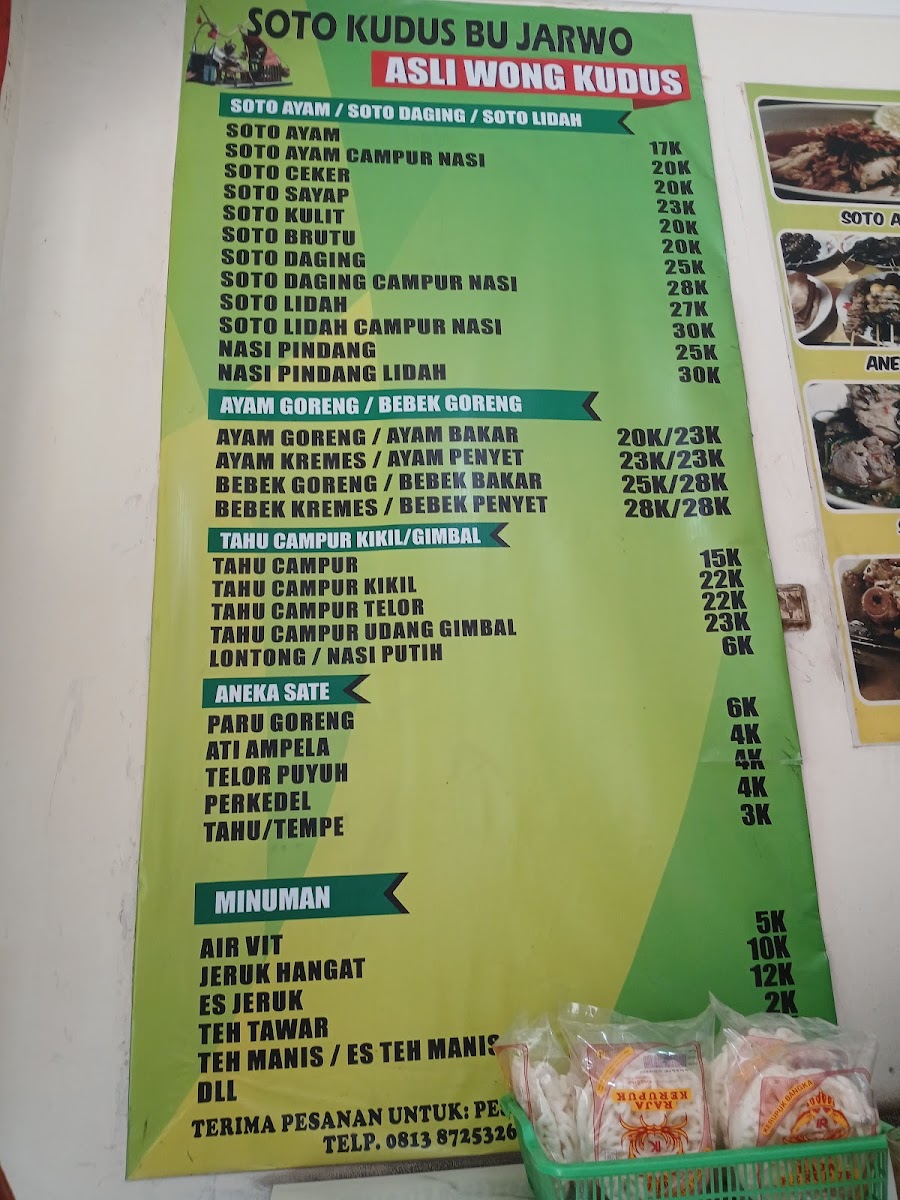 SOTO KUDUS BU JARWO
ASLI WONG KUDUS
SOTO AYAM / SOTO DAGING / SOTO LIDAH
SOTO AYAM 17K
SOTO AYAM CAMPUR NASI 20K
SOTO CEKER 20K
SOTO SAYAP 23K
SOTO KULIT 20K
SOTO BRUTU 20K
SOTO DAGING 25K
SOTO DAGING CAMPUR NASI 28K
SOTO LIDAH 27K
SOTO LIDAH CAMPUR NASI 30K
NASI PINDANG 25K
NASI PINDANG LIDAH 30K
AYAM GORENG / BEBEK GORENG
AYAM GORENG / AYAM BAKAR 20K/23K
AYAM KREMES / AYAM PENYET 23K/23K
BEBEK GORENG / BEBEK BAKAR 25K/28K
BEBEK KREMES / BEBEK PENYET 28K/28K
TAHU CAMPUR KIKIL/GIMBAL
TAHU CAMPUR 15K
TAHU CAMPUR KIKIL 22K
TAHU CAMPUR TELOR 22K
TAHU CAMPUR UDANG GIMBAL 23K
LONTONG / NASI PUTIH 6K
ANEKA SATE
PARU GORENG 6K
ATI AMPELA 4K
TELOR PUYUH 4K
PERKEDEL 4K
TAHU/TEMPE 3K
MINUMAN
AIR VIT 5K
JERUK HANGAT 10K
ES JERUK 12K
TEH TAWAR 2K
TEH MANIS / ES TEH MANIS
DLL
TERIMA PESANAN UNTUK: PES
TELP. 0813 8725326
SOTO A
ANE
S
RAJA KERUPUK
KERUPUK BANGKA